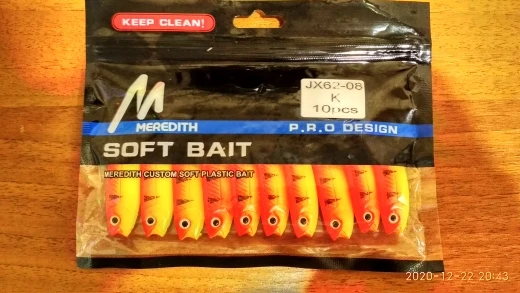 KEEP CLEAN!
JX62-08
K
10pcs
M
MEREDITH
P.R.O DESIGN
SOFT BAIT
MEREDITH CUSTOM SOFT PLASTIC BAIT
2020-12-22 20:43